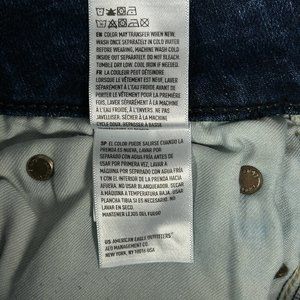 EN COLOR MAY TRANSFER WHEN NEW.
WASH ONCE SEPARATELY IN COLD WATER
BEFORE WEARING, MACHINE WASH COLD
INSIDE OUT SEPARATELY. DO NOT BLEACH.
TUMBLE DRY LOW. COOL IRON IF NEEDED.
FR LA COULEUR PEUT DÉTEINDRE
LORSQUE LE VÊTEMENT EST NEUF. LAVER
SÉPARÉMENT À L'EAU FROIDE AVANT DE
PORTER LE VÊTEMENT POUR LA PREMIÈRE
FOIS, LAVER À LA MACHINE
À L'EAU FROIDE, À L'ENVERS,
NE PAS
À LA MACHINE,
CYCLE DOUX. REPASSER À BASSE
SP EL COLOR PUEDE SALIRSE CUANDO LA
PRENDA ES NUEVA, LAVAR POR
SEPARADO CON AGUA FRÍA ANTES DE
USAR POR PRIMERA VEZ, LAVAR A
MÁQUINA POR SEPARADO CON AGUA FRÍA
Y CON EL INTERIOR DE LA PRENDA HACIA
AFUERA. NO USAR BLANQUEADOR. SECAR
A MÁQUINA A TEMPERATURA BAJA. USAR
PLANCHA TIBIA SI ES NECESARIO.
NO LAVAR EN SECO.
MANTENER LEJOS DEL FUEGO
US AMERICAN EAGLE OUTFITTERS
AEO MANAGEMENT CO.
NEW YORK, NY 10016 USA